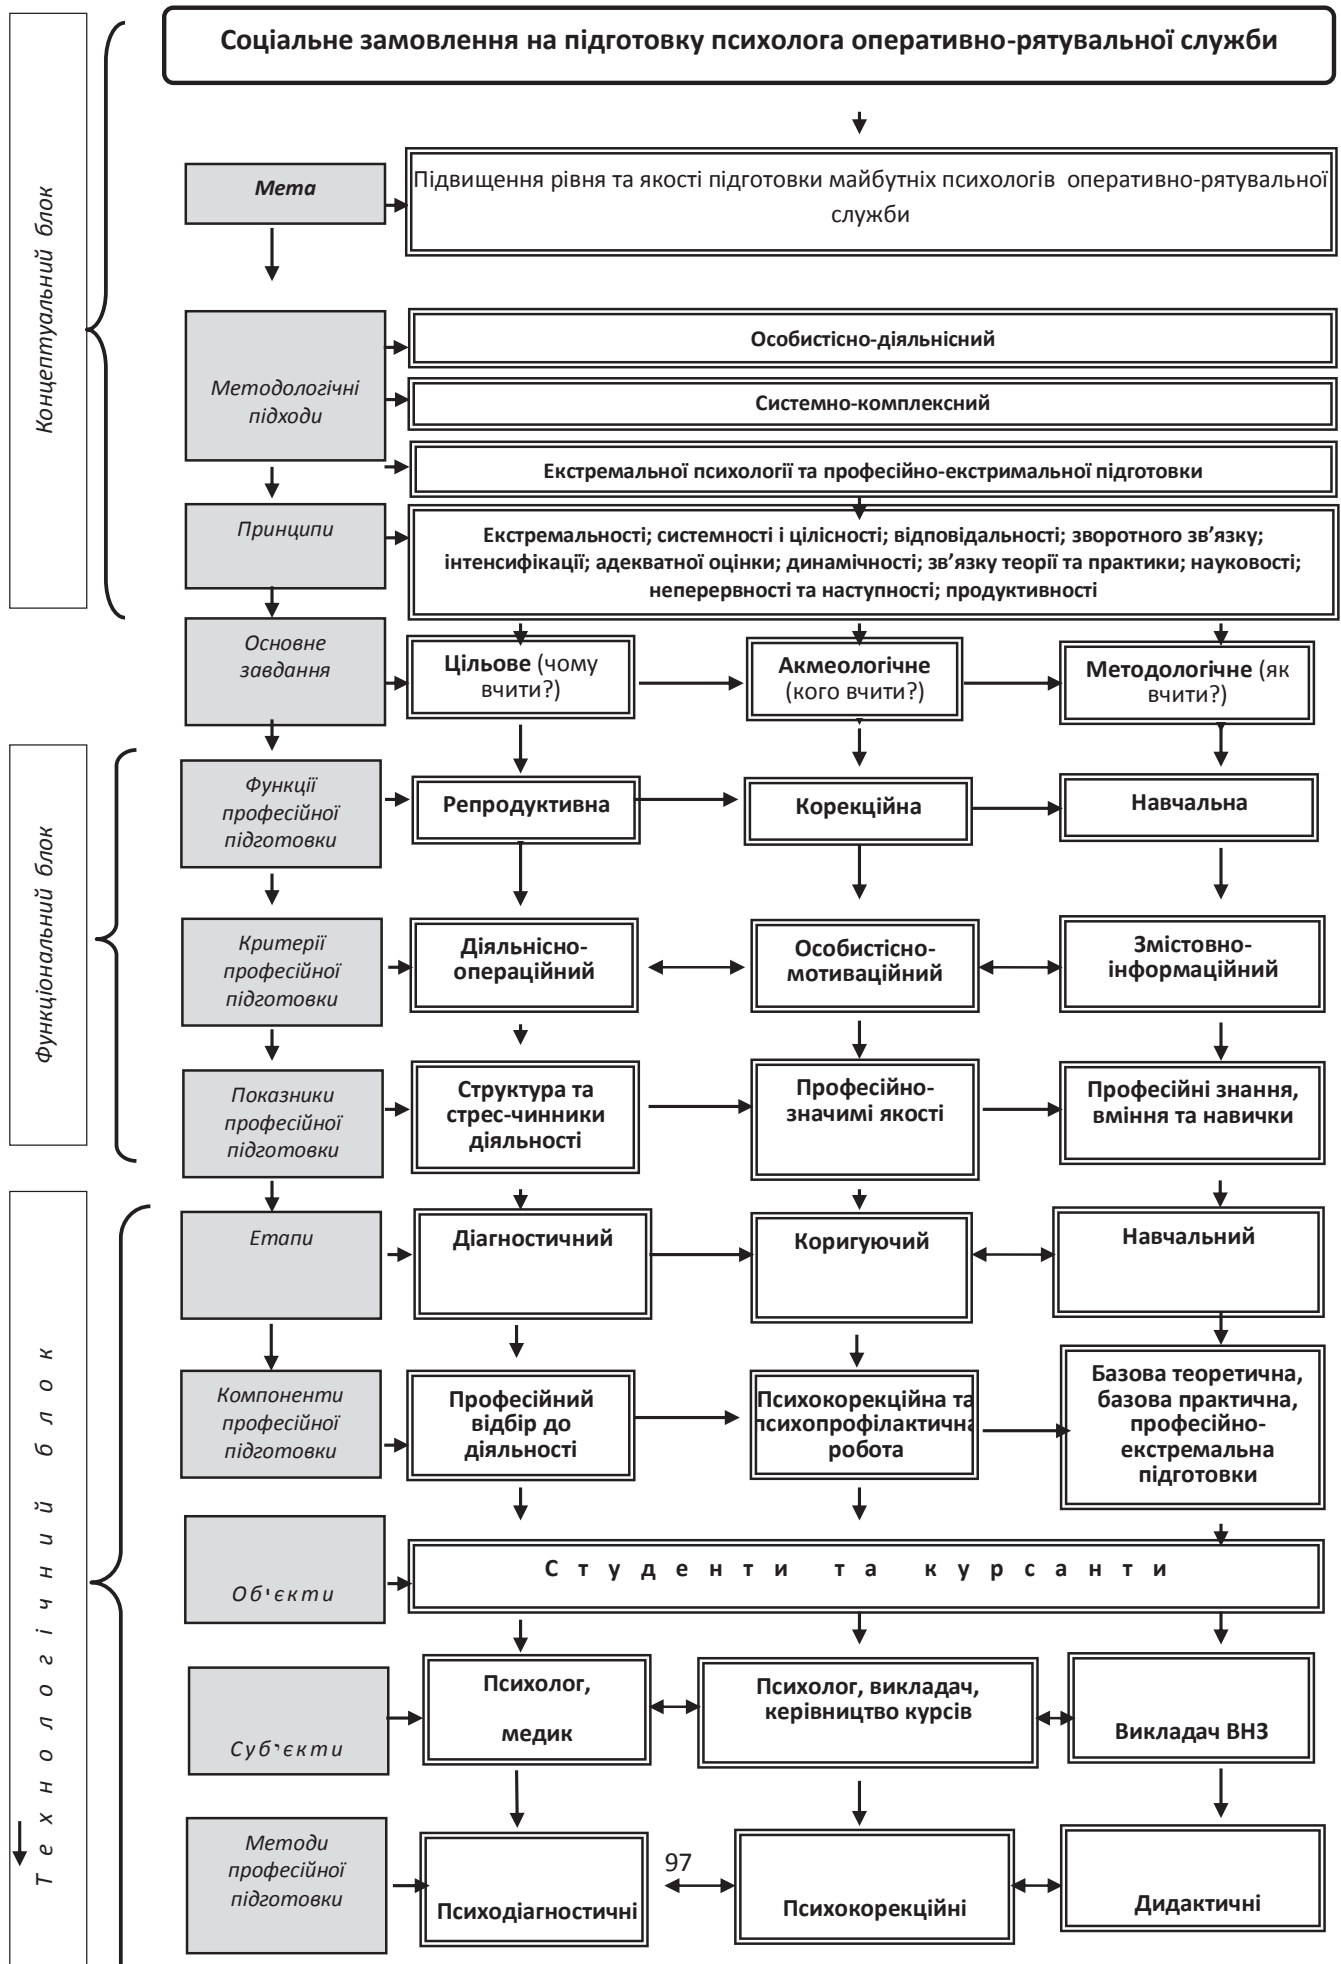 Соціальне замовлення на підготовку психолога оперативно-рятувальної служби
Концептуальний блок
Мета
Підвищення рівня та якості підготовки майбутніх психологів оперативно-рятувальної
служби
Методологічні
підходи
Особистісно-діяльнісний
Системно-комплексний
Екстремальної психології та професійно-екстримальної підготовки
Принципи
Екстремальності; системності і цілісності; відповідальності; зворотного зв’язку;
інтенсифікації; адекватної оцінки; динамічності; зв’язку теорії та практики; науковості;
неперервності та наступності; продуктивності
Основне
завдання
Цільове (чому
вчити?)
Акмеологічне
(кого вчити?)
Методологічне (як
вчити?)
Функціональний блок
Функції
професійної
підготовки
Репродуктивна
Корекційна
Навчальна
Критерії
професійної
підготовки
Діяльнісно-
операційний
Особистісно-
мотиваційний
Змістовно-
інформаційний
Показники
професійної
підготовки
Структура та
стрес-чинники
діяльності
Професійно-
значимі якості
Професійні знання,
вміння та навички
Технологічний блок
Етапи
Діагностичний
Коригуючий
Навчальний
Компоненти
професійної
підготовки
Професійний
відбір до
діяльності
Психокорекційна та
психопрофілактична
робота
Базова теоретична,
базова практична,
професійно-
екстремальна
підготовки
Об'єкти
Студенти та курсанти
Суб'єкти
Психолог,
медик
Психолог, викладач,
керівництво курсів
Викладач ВНЗ
Методи
професійної
підготовки
Психодіагностичні
97
Психокорекційні
Дидактичні